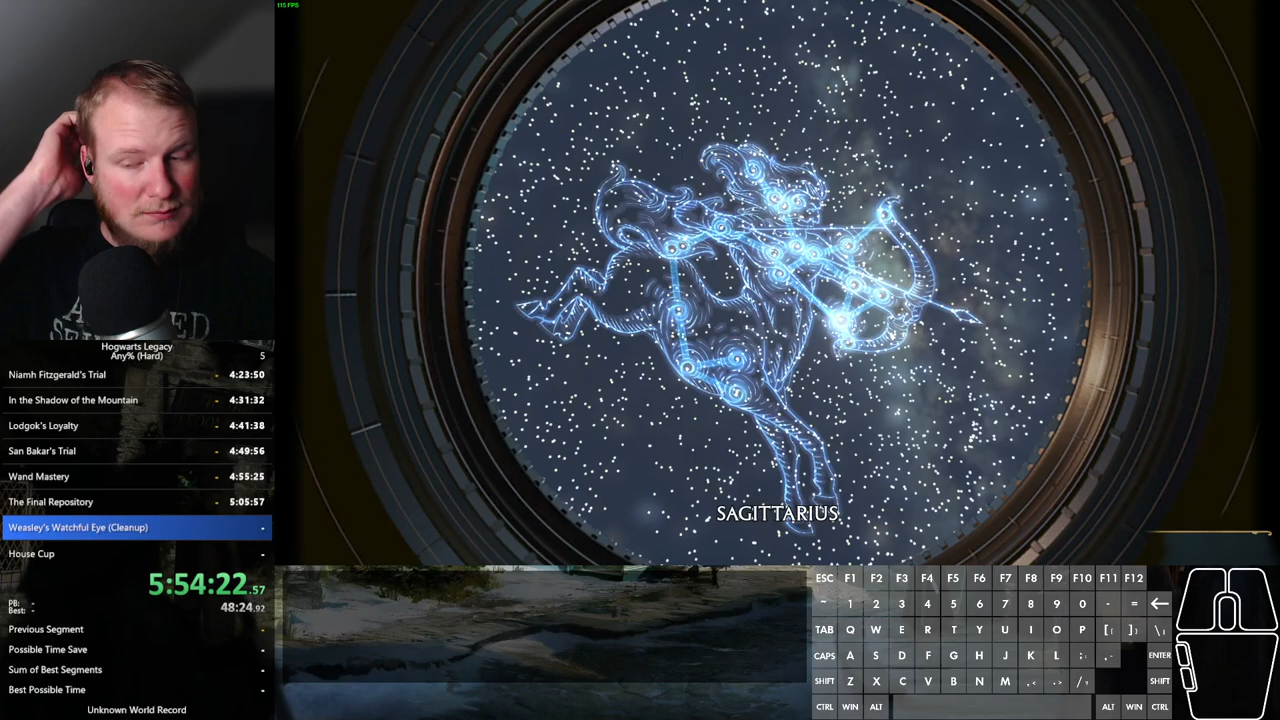 115 FPS
Hogwarts Legacy
Any% (Hard) 5
Niamh Fitzgerald's Trial - 4:23:50
In the Shadow of the Mountain - 4:31:32
Lodgok's Loyalty - 4:41:38
San Bakar's Trial - 4:49:56
Wand Mastery - 4:55:25
The Final Repository - 5:05:57
Weasley's Watchful Eye (Cleanup) -
House Cup -
5:54:22.57
PB: -
Best: -
48:24.92
Previous Segment -
Possible Time Save -
Sum of Best Segments -
Best Possible Time -
Unknown World Record
SAGITTARIUS
ESC F1 F2 F3 F4 F5 F6 F7 F8 F9 F10 F11 F12
~ 1 2 3 4 5 6 7 8 9 0 - = ←
TAB Q W E R T Y U I O P [{ ]} \|
CAPS A S D F G H J K L ;: ENTER
SHIFT Z X C V B N M ,< .> /? SHIFT
CTRL WIN ALT ALT WIN CTRL